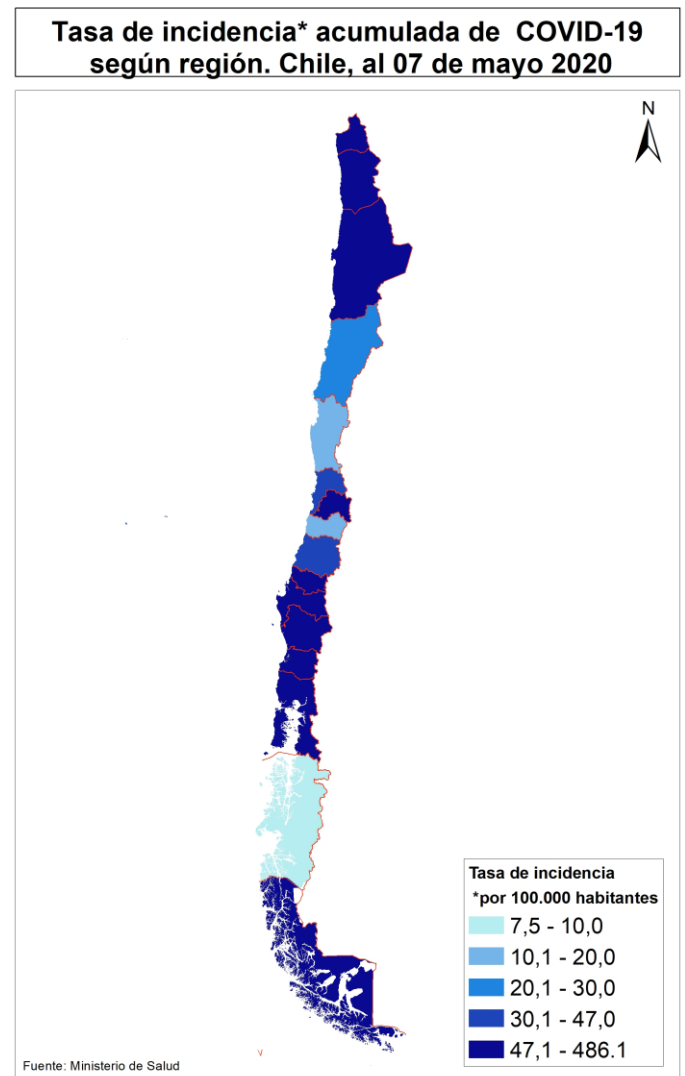 Tasa de incidencia* acumulada de COVID-19
según región. Chile, al 07 de mayo 2020
N
Tasa de incidencia
*por 100.000 habitantes
7,5 - 10,0
10,1 - 20,0
20,1 - 30,0
30,1 - 47,0
47,1 - 486.1
Fuente: Ministerio de Salud